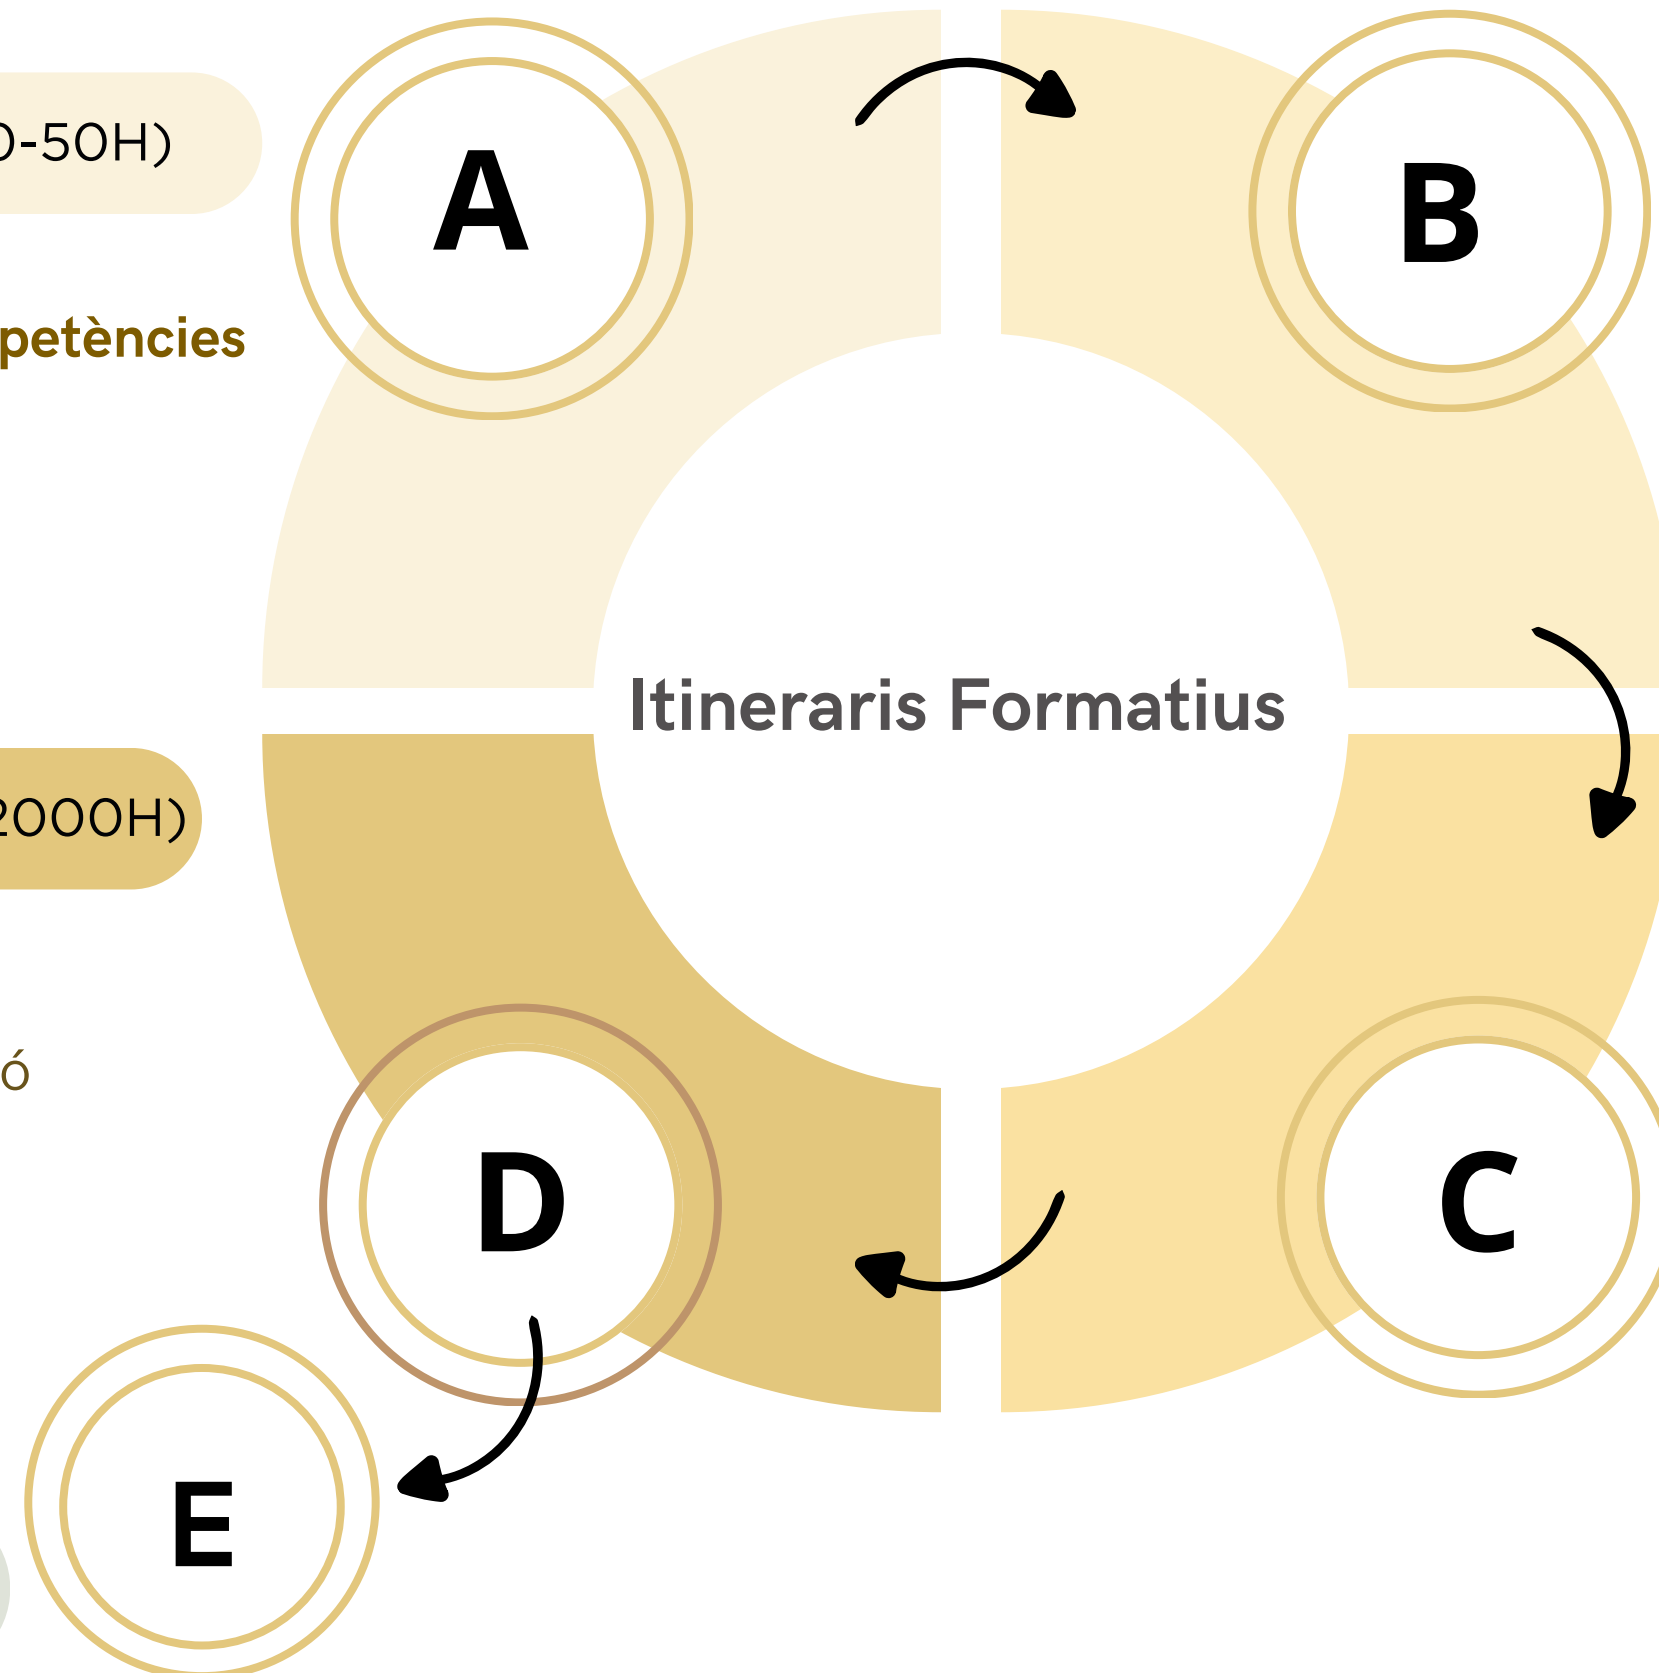 A
B
0-50H)
petències
Itineraris Formatius
2000H)
ó
D
C
E